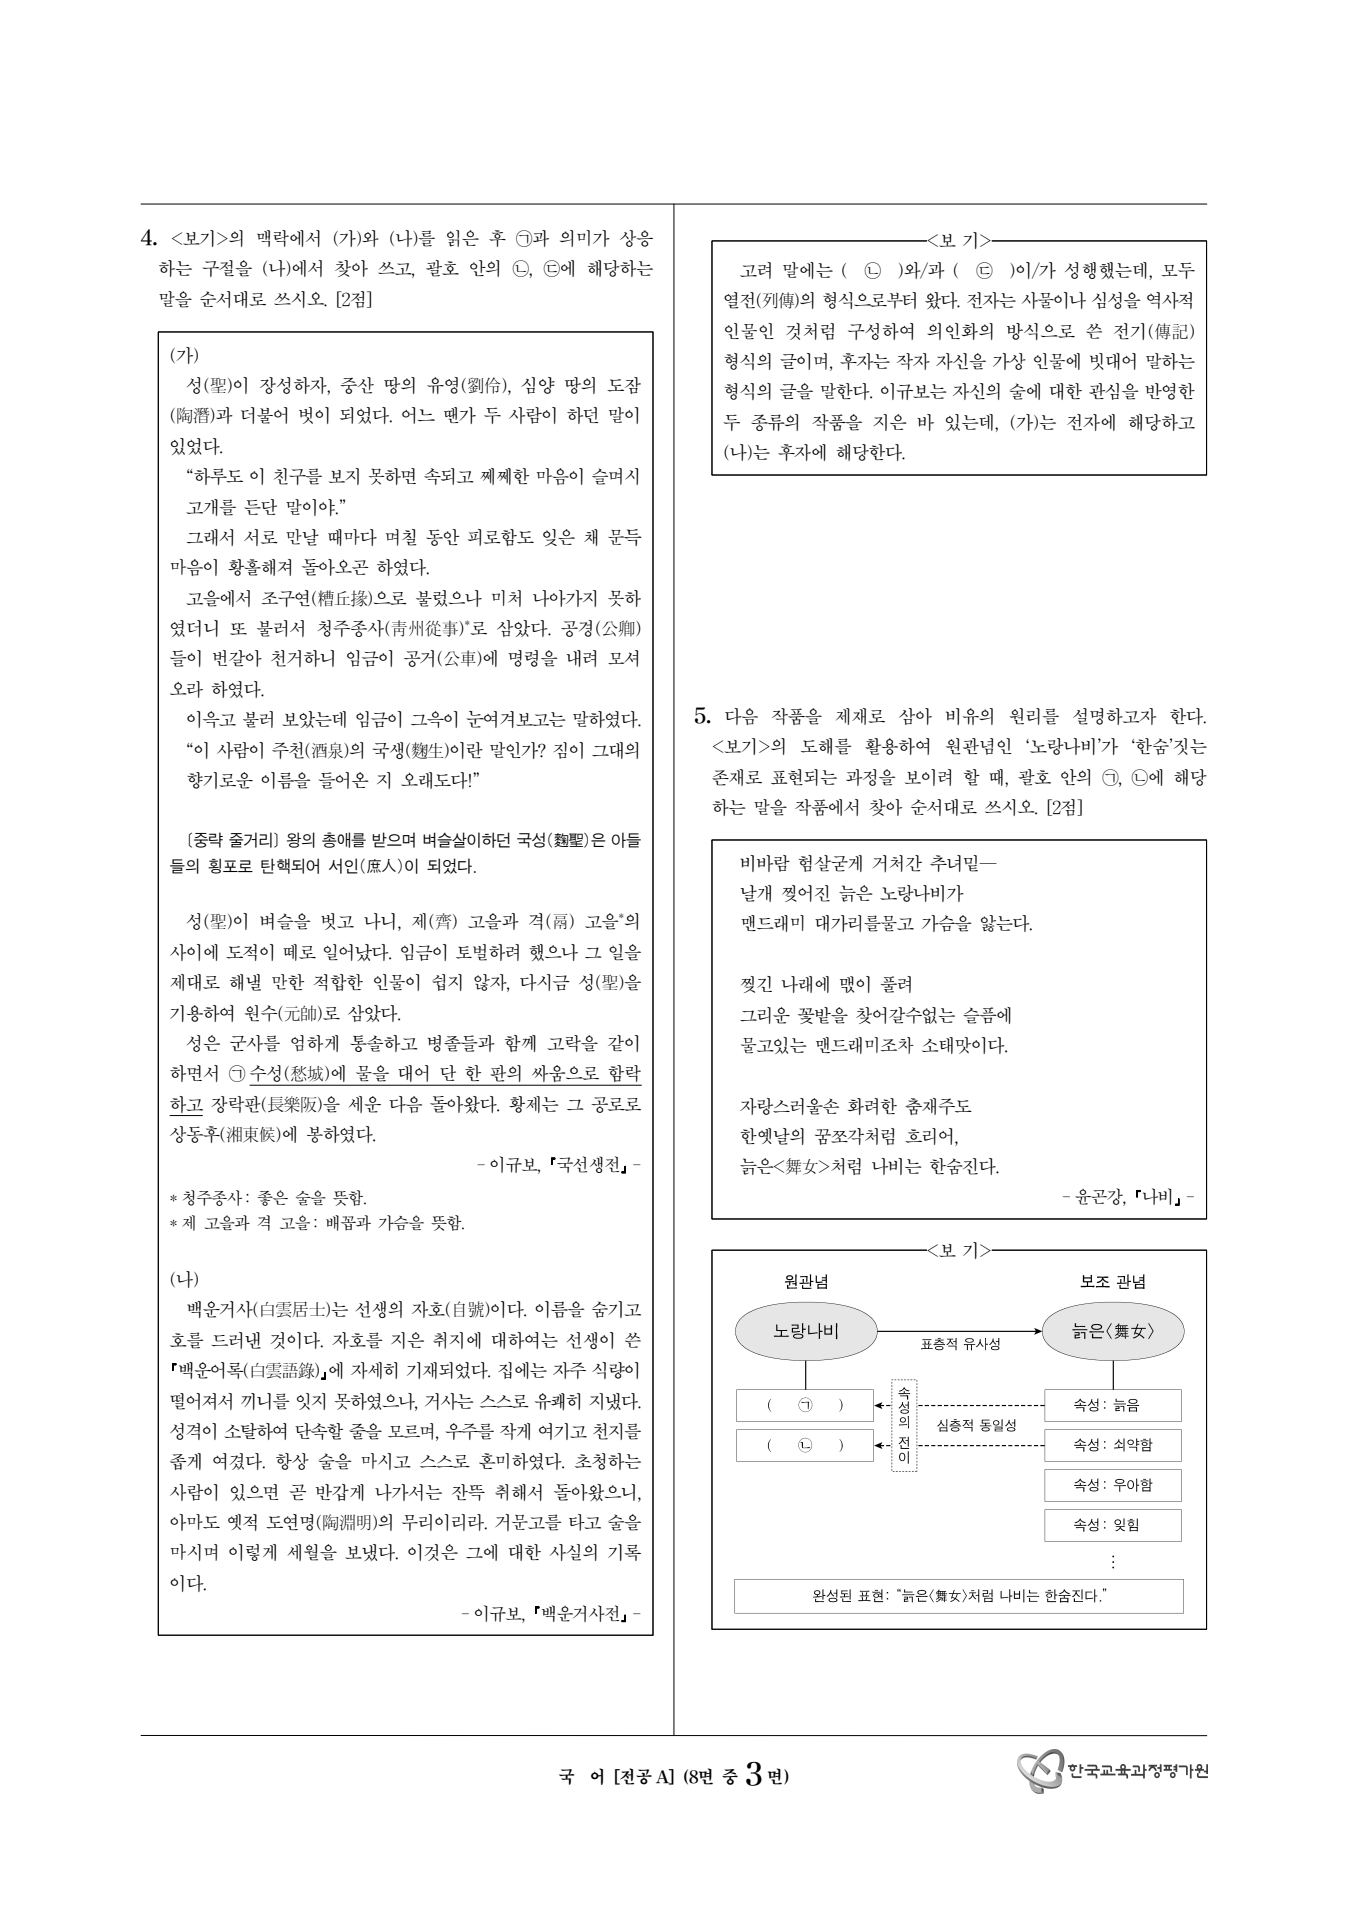 4. <보기>의 맥락에서 (가)와 (나)를 읽은 후 ㉠과 의미가 상응
하는 구절을 (나)에서 찾아 쓰고, 괄호 안의 ㉡, ㉢에 해당하는
말을 순서대로 쓰시오. [2점]
(가)
성(聖)이 장성하자, 중산 땅의 유영(劉伶), 심양 땅의 도잠
(陶潛)과 더불어 벗이 되었다. 어느 땐가 두 사람이 하던 말이
있었다.
“하루도 이 친구를 보지 못하면 속되고 쩨쩨한 마음이 슬며시
고개를 든단 말이야.”
그래서 서로 만날 때마다 며칠 동안 피로함도 잊은 채 문득
마음이 황홀해져 돌아오곤 하였다.
고을에서 조구연(糟丘掾)으로 불렀으나 미처 나아가지 못하
였더니 또 불러서 청주종사(靑州從事)*로 삼았다. 공경(公卿)
들이 번갈아 천거하니 임금이 공거(公車)에 명령을 내려 모셔
오라 하였다.
이윽고 불러 보았는데 임금이 그윽이 눈여겨보고는 말하였다.
“이 사람이 주천(酒泉)의 국생(麴生)이란 말인가? 짐이 그대의
향기로운 이름을 들어온 지 오래도다!”
〔중략 줄거리〕 왕의 총애를 받으며 벼슬살이하던 국성(麴聖)은 아들
들의 횡포로 탄핵되어 서인(庶人)이 되었다.
성(聖)이 벼슬을 벗고 나니, 제(齊) 고을과 격(鬲) 고을*의
사이에 도적이 떼로 일어났다. 임금이 토벌하려 했으나 그 일을
제대로 해낼 만한 적합한 인물이 쉽지 않자, 다시금 성(聖)을
기용하여 원수(元帥)로 삼았다.
성은 군사를 엄하게 통솔하고 병졸들과 함께 고락을 같이
하면서 ㉠수성(愁城)에 물을 대어 단 한 판의 싸움으로 함락
하고 장락판(長樂阪)을 세운 다음 돌아왔다. 황제는 그 공로로
상동후(湘東候)에 봉하였다.
- 이규보, 『국선생전』 -
* 청주종사 : 좋은 술을 뜻함.
* 제 고을과 격 고을 : 배꼽과 가슴을 뜻함.
(나)
백운거사(白雲居士)는 선생의 자호(自號)이다. 이름을 숨기고
호를 드러낸 것이다. 자호를 지은 취지에 대하여는 선생이 쓴
『백운어록(白雲語錄)』에 자세히 기재되었다. 집에는 자주 식량이
떨어져서 끼니를 잇지 못하였으나, 거사는 스스로 유쾌히 지냈다.
성격이 소탈하여 단속할 줄을 모르며, 우주를 작게 여기고 천지를
좁게 여겼다. 항상 술을 마시고 스스로 혼미하였다. 초청하는
사람이 있으면 곧 반갑게 나가서는 잔뜩 취해서 돌아왔으니,
아마도 옛적 도연명(陶淵明)의 무리이리라. 거문고를 타고 술을
마시며 이렇게 세월을 보냈다. 이것은 그에 대한 사실의 기록
이다.
- 이규보, 『백운거사전』 -
<보 기>
고려 말에는 ( ㉡ )와/과 ( ㉢ )이/가 성행했는데, 모두
열전(列傳)의 형식으로부터 왔다. 전자는 사물이나 심성을 역사적
인물인 것처럼 구성하여 의인화의 방식으로 쓴 전기(傳記)
형식의 글이며, 후자는 작자 자신을 가상 인물에 빗대어 말하는
형식의 글을 말한다. 이규보는 자신의 술에 대한 관심을 반영한
두 종류의 작품을 지은 바 있는데, (가)는 전자에 해당하고
(나)는 후자에 해당한다.
5. 다음 작품을 제재로 삼아 비유의 원리를 설명하고자 한다.
<보기>의 도해를 활용하여 원관념인 ‘노랑나비’가 ‘한숨’짓는
존재로 표현되는 과정을 보이려 할 때, 괄호 안의 ㉠, ㉡에 해당
하는 말을 작품에서 찾아 순서대로 쓰시오. [2점]
비바람 험살굳게 거처간 추녀밑—
날개 찢어진 늙은 노랑나비가
맨드래미 대가리를물고 가슴을 앓는다.
찢긴 나래에 맥이 풀려
그리운 꽃밭을 찾어갈수없는 슬픔에
물고있는 맨드래미조차 소태맛이다.
자랑스러울손 화려한 춤재주도
한옛날의 꿈쪼각처럼 흐리어,
늙은<舞女>처럼 나비는 한숨진다.
- 윤곤강, 『나비』 -
<보 기>
원관념 보조 관념
노랑나비 표층적 유사성 늙은〈舞女〉
( ㉠ ) 속성의 전이 심층적 동일성 속성 : 늙음
( ㉡ ) 속성 : 쇠약함
속성 : 우아함
속성 : 잊힘
⋮
완성된 표현: “늙은〈舞女〉처럼 나비는 한숨진다.”
국 어 [전공 A] (8면 중 3 면)
한국교육과정평가원